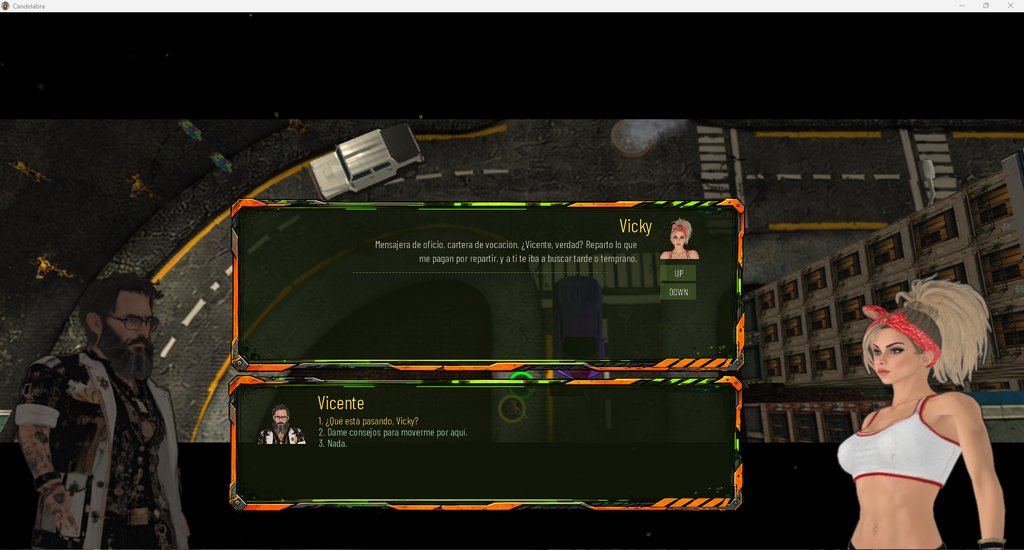 Candelabra
Vicky
Mensajera de oficio, cartera de vocación. ¿Vicente, verdad? Reparto lo que
me pagan por repartir, y a ti te iba a buscar tarde o temprano.
UP
DOWN
Vicente
1. ¿Qué está pasando, Vicky?
2. Dame consejos para moverme por aquí.
3. Nada.